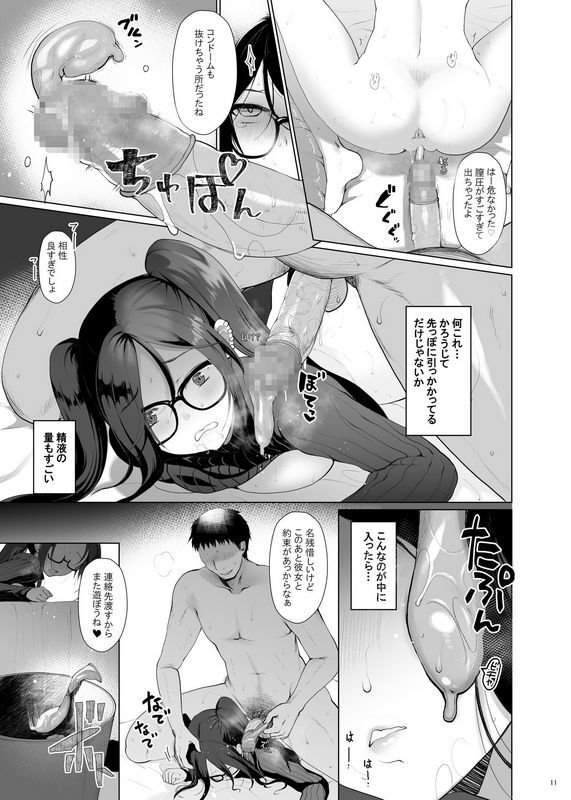 はー危なかった♡
膣圧がすごすぎて
出ちゃったよ
コンドームも
抜けちゃう所だったね
ブルン
ちゅぽん♡
フー
フー
相性
良すぎでしょ
何これ…
かろうじて
先っぽに引っかかってる
だけじゃないか
ぼて
精液の
量もすごい
こんなのが中に
入ったら…
たぷん
はー…
はー…
名残惜しいけど
このあと彼女と
約束があっからなぁ
なで
なで
連絡先渡すから
また遊ぼうね
♥
ボト
11